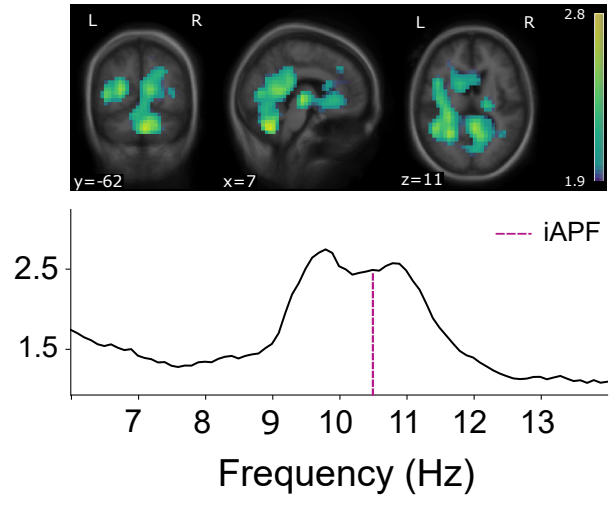 L R L R 2.8
y=-62 x=7 z=11 1.9
iAPF
2.5
1.5
7 8 9 10 11 12 13
Frequency (Hz)